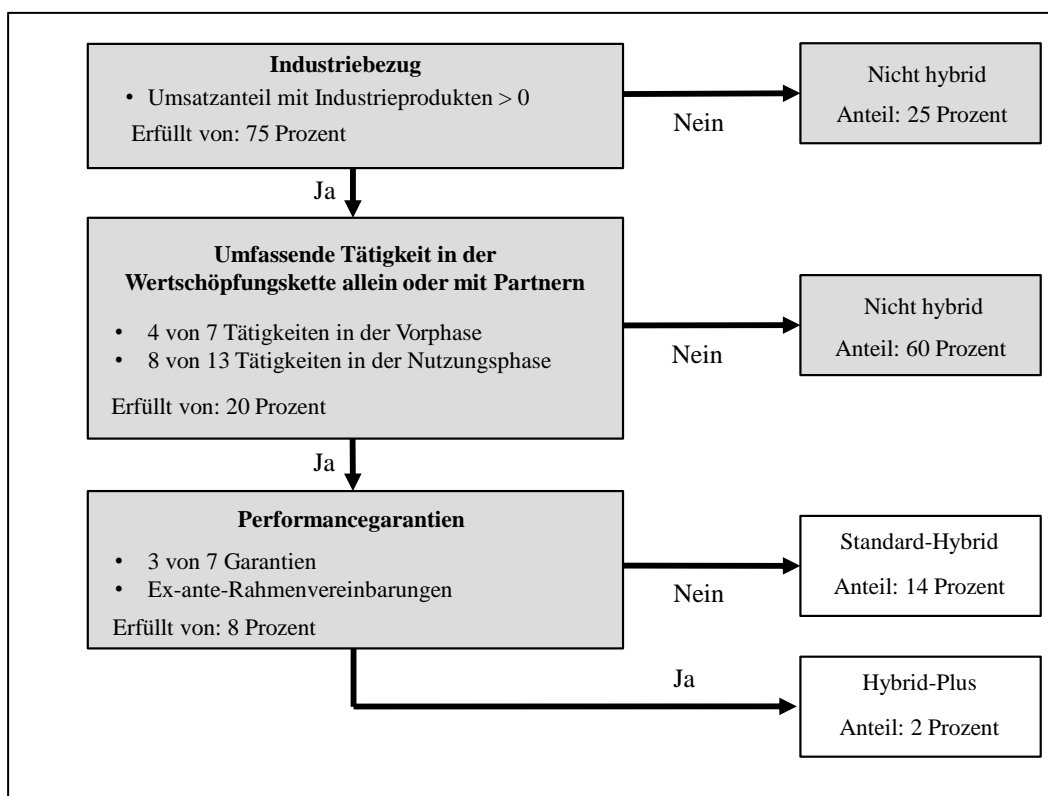 Industriebezug
• Umsatzanteil mit Industrieprodukten > 0
Erfüllt von: 75 Prozent
Nein
Nicht hybrid
Anteil: 25 Prozent
Ja
Umfassende Tätigkeit in der
Wertschöpfungskette allein oder mit Partnern
• 4 von 7 Tätigkeiten in der Vorphase
• 8 von 13 Tätigkeiten in der Nutzungsphase
Erfüllt von: 20 Prozent
Nein
Nicht hybrid
Anteil: 60 Prozent
Ja
Performancegarantien
• 3 von 7 Garantien
• Ex-ante-Rahmenvereinbarungen
Erfüllt von: 8 Prozent
Nein
Standard-Hybrid
Anteil: 14 Prozent
Ja
Hybrid-Plus
Anteil: 2 Prozent